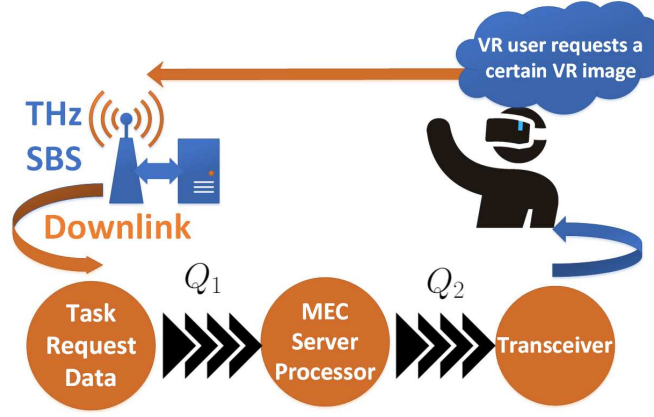 VR user requests a
certain VR image
THz
SBS
Downlink
Q1
Q2
Task
Request
Data
MEC
Server
Processor
Transceiver